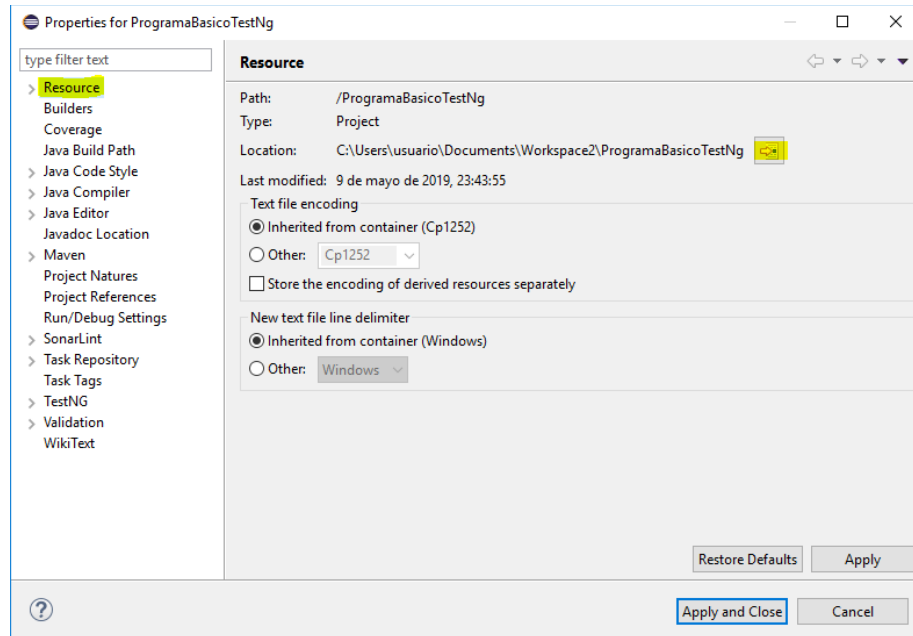 Properties for ProgramaBasicoTestNg
type filter text
Resource
Builders
Coverage
Java Build Path
Java Code Style
Java Compiler
Java Editor
Javadoc Location
Maven
Project Natures
Project References
Run/Debug Settings
SonarLint
Task Repository
Task Tags
TestNG
Validation
WikiText
Resource
Path: /ProgramaBasicoTestNg
Type: Project
Location: C:\Users\usuario\Documents\Workspace2\ProgramaBasicoTestNg
Last modified: 9 de mayo de 2019, 23:43:55
Text file encoding
Inherited from container (Cp1252)
Other: Cp1252
Store the encoding of derived resources separately
New text file line delimiter
Inherited from container (Windows)
Other: Windows
Restore Defaults Apply
? Apply and Close Cancel